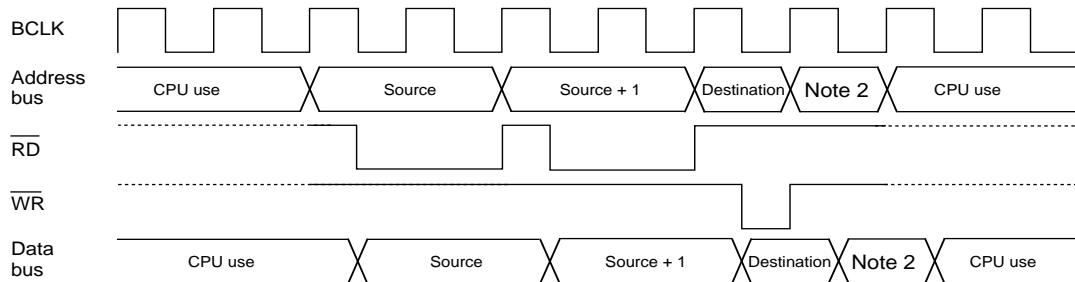 BCLK
Address bus
CPU use Source Source + 1 Destination Note 2 CPU use
RD
WR
Data bus
CPU use Source Source + 1 Destination Note 2 CPU use